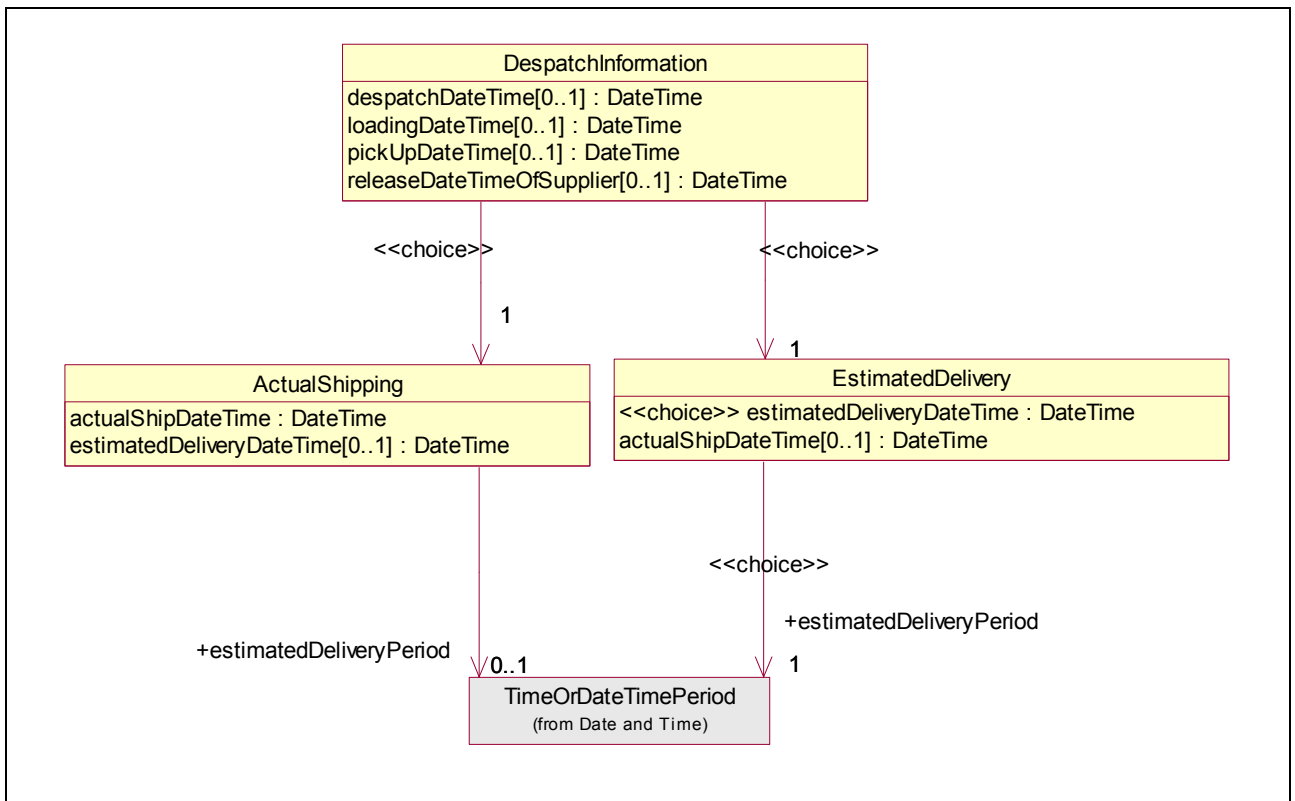 DespatchInformation
despatchDateTime[0..1] : DateTime
loadingDateTime[0..1] : DateTime
pickUpDateTime[0..1] : DateTime
releaseDateTimeOfSupplier[0..1] : DateTime
<<choice>>
<<choice>>
1
1
ActualShipping
actualShipDateTime : DateTime
estimatedDeliveryDateTime[0..1] : DateTime
EstimatedDelivery
<<choice>> estimatedDeliveryDateTime : DateTime
actualShipDateTime[0..1] : DateTime
<<choice>>
+estimatedDeliveryPeriod
+estimatedDeliveryPeriod
0..1
1
TimeOrDateTimePeriod
(from Date and Time)